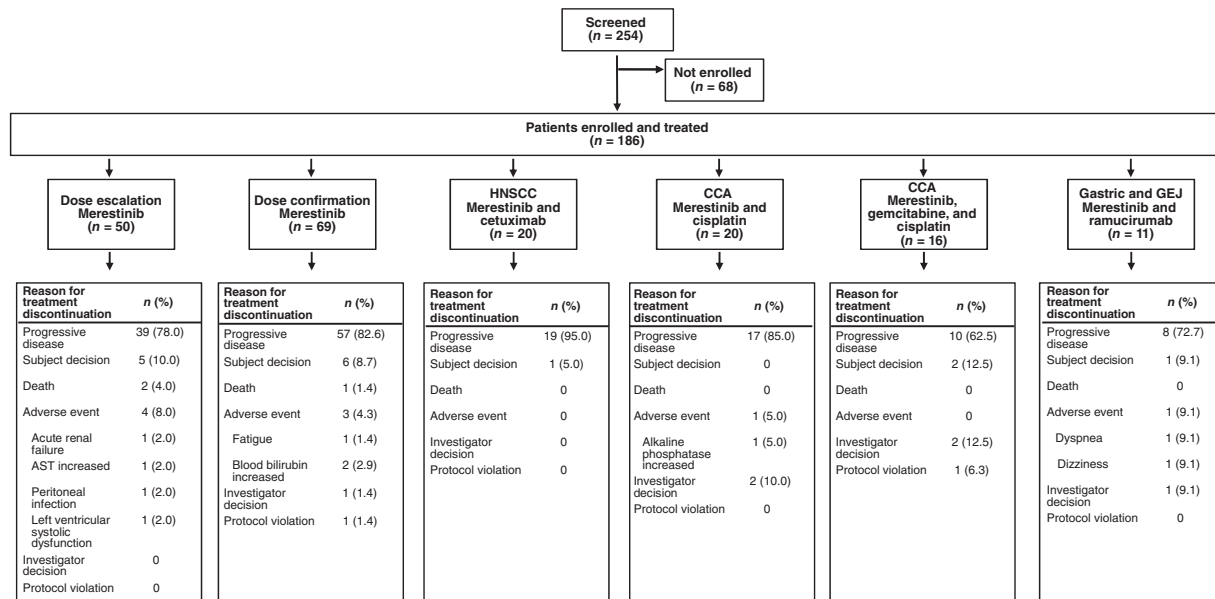 Screened
(n = 254)
Not enrolled
(n = 68)
Patients enrolled and treated
(n = 186)
Dose escalation
Merestinib
(n = 50)
Dose confirmation
Merestinib
(n = 69)
HNSCC
Merestinib and
cetuximab
(n = 20)
CCA
Merestinib and
cisplatin
(n = 20)
CCA
Merestinib,
gemcitabine, and
cisplatin
(n = 16)
Gastric and GEJ
Merestinib and
ramucirumab
(n = 11)
Reason for
treatment n (%)
discontinuation
Progressive 39 (78.0)
disease
Subject decision 5 (10.0)
Death 2 (4.0)
Adverse event 4 (8.0)
Acute renal 1 (2.0)
failure
AST increased 1 (2.0)
Peritoneal 1 (2.0)
infection
Left ventricular 1 (2.0)
systolic
dysfunction
Investigator 0
decision
Protocol violation 0
Reason for
treatment n (%)
discontinuation
Progressive 57 (82.6)
disease
Subject decision 6 (8.7)
Death 1 (1.4)
Adverse event 3 (4.3)
Fatigue 1 (1.4)
Blood bilirubin 2 (2.9)
increased
Investigator 1 (1.4)
decision
Protocol violation 1 (1.4)
Reason for
treatment n (%)
discontinuation
Progressive 19 (95.0)
disease
Subject decision 1 (5.0)
Death 0
Adverse event 0
Investigator 0
decision
Protocol violation 0
Reason for
treatment n (%)
discontinuation
Progressive 17 (85.0)
disease
Subject decision 0
Death 0
Adverse event 1 (5.0)
Alkaline 1 (5.0)
phosphatase
increased
Investigator 2 (10.0)
decision
Protocol violation 0
Reason for
treatment n (%)
discontinuation
Progressive 10 (62.5)
disease
Subject decision 2 (12.5)
Death 0
Adverse event 0
Investigator 2 (12.5)
decision
Protocol violation 1 (6.3)
Reason for
treatment n (%)
discontinuation
Progressive 8 (72.7)
disease
Subject decision 1 (9.1)
Death 0
Adverse event 1 (9.1)
Dyspnea 1 (9.1)
Dizziness 1 (9.1)
Investigator 1 (9.1)
decision
Protocol violation 0